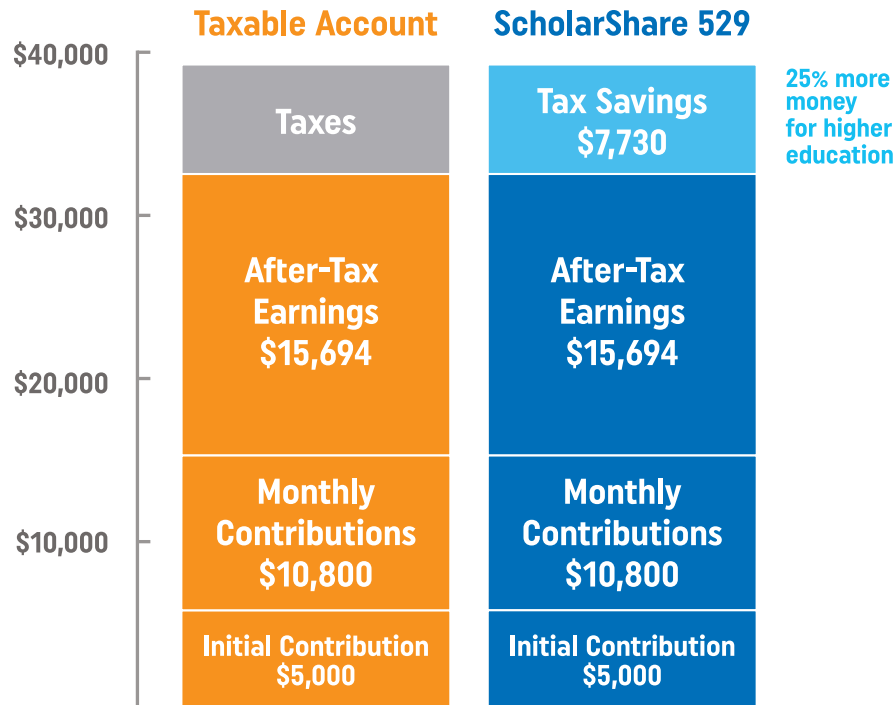 Taxable Account
ScholarShare 529
$40,000
$30,000
$20,000
$10,000
Taxes
After-Tax
Earnings
$15,694
Monthly
Contributions
$10,800
Initial Contribution
$5,000
Tax Savings
$7,730
After-Tax
Earnings
$15,694
Monthly
Contributions
$10,800
Initial Contribution
$5,000
25% more
money
for higher
education